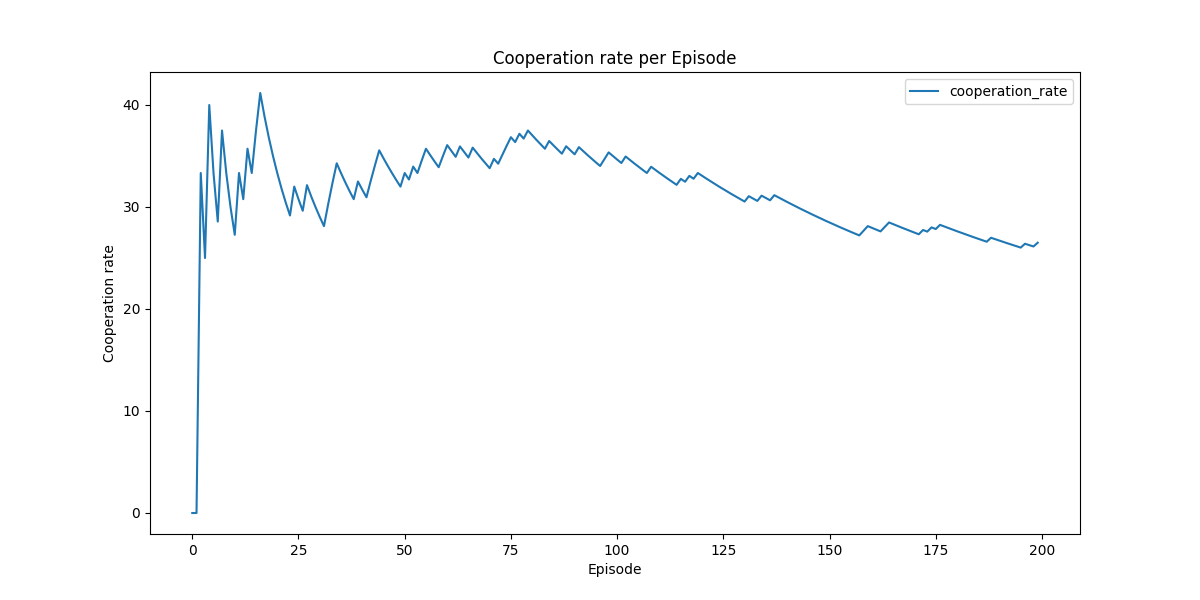 Cooperation rate per Episode
cooperation_rate
40
30
20
10
0
Cooperation rate
0 25 50 75 100 125 150 175 200
Episode